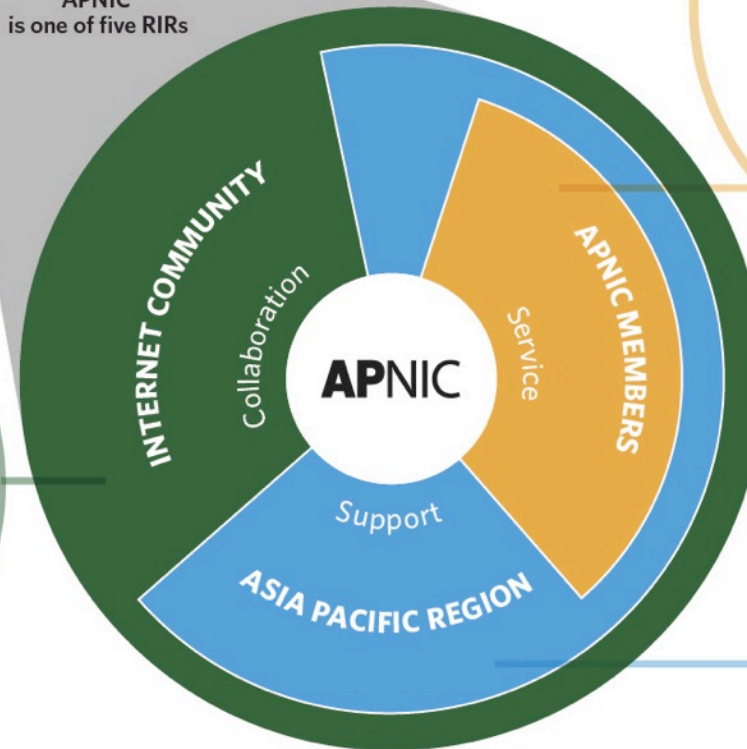 APNIC
is one of five RIRs
INTERNET COMMUNITY
Collaboration
APNIC
Service
APNIC MEMBERS
Support
ASIA PACIFIC REGION